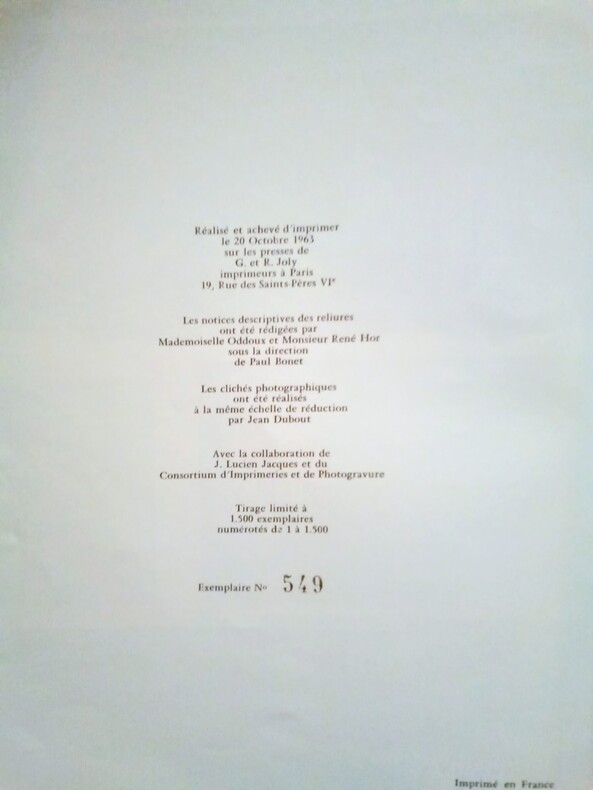 Réalisé et achevé d'imprimer
le 20 Octobre 1963
sur les presses de
G. et R. Joly
imprimeurs à Paris
19, Rue des Saints-Pères VIe
Les notices descriptives des reliures
ont été rédigées par
Mademoiselle Oddoux et Monsieur René Hor
sous la direction
de Paul Bonet
Les clichés photographiques
ont été réalisés
à la même échelle de réduction
par Jean Dubout
Avec la collaboration de
J. Lucien Jacques et du
Consortium d'Imprimeries et de Photogravure
Tirage limité à
1.500 exemplaires
numérotés de 1 à 1.500
Exemplaire No 549
Imprimé en France